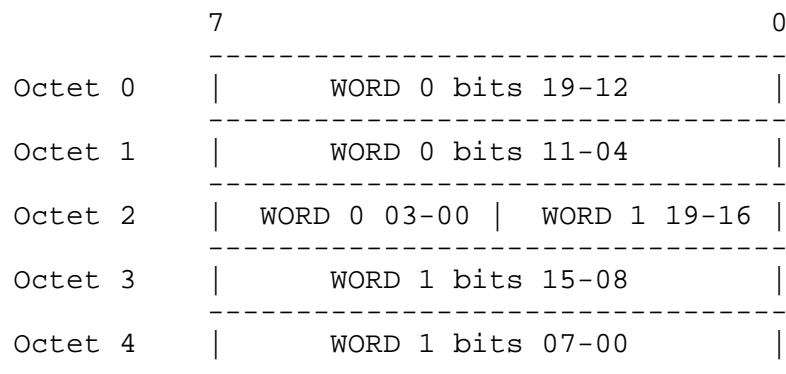 7 0
Octet 0 | WORD 0 bits 19-12 |
Octet 1 | WORD 0 bits 11-04 |
Octet 2 | WORD 0 03-00 | WORD 1 19-16 |
Octet 3 | WORD 1 bits 15-08 |
Octet 4 | WORD 1 bits 07-00 |